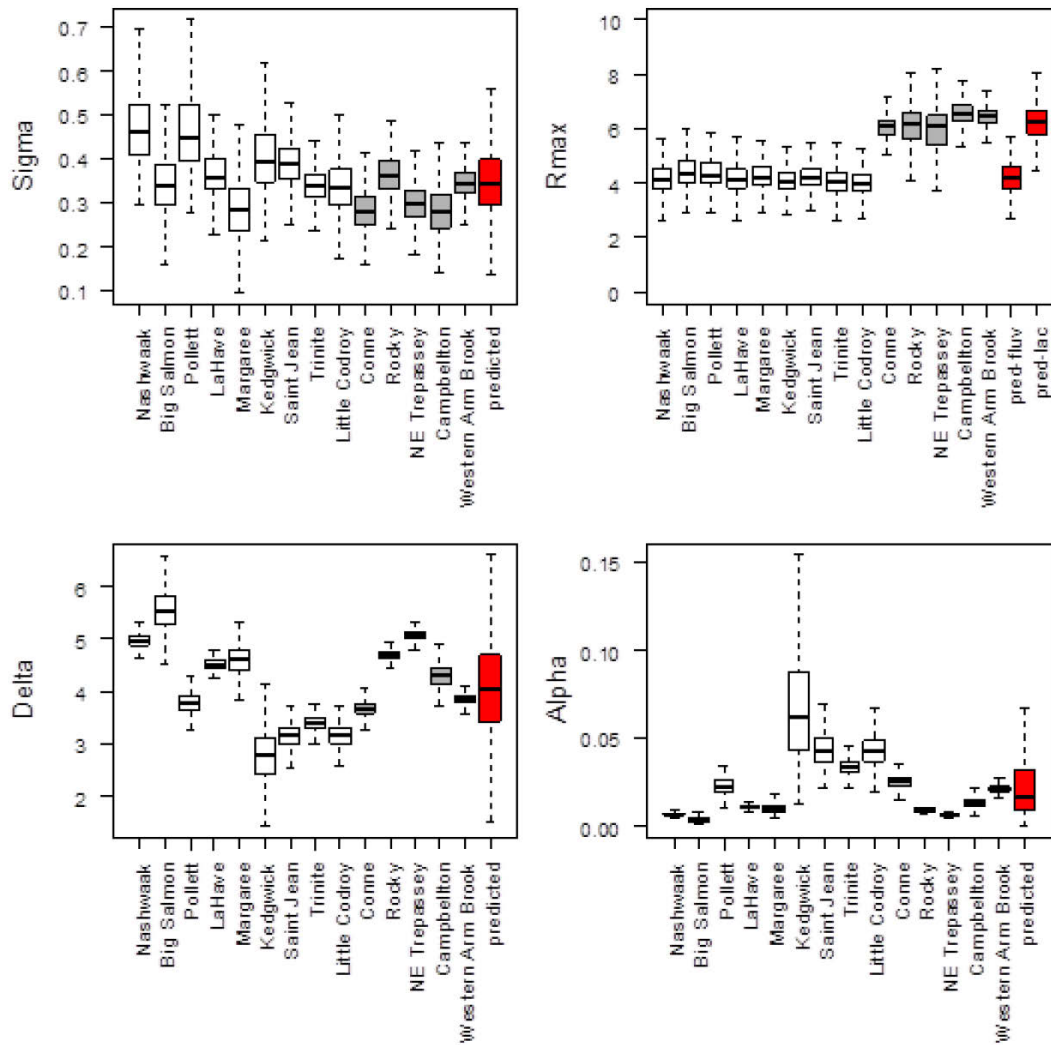 Sigma
0.7
0.6
0.5
0.4
0.3
0.2
0.1
Nashwaak
Big Salmon
Pollett
LaHave
Margaree
Kedgwick
Saint Jean
Trinite
Little Codroy
Conne
Rocky
NE Trepassey
Campbellton
Western Arm Brook
predicted
Rmax
10
8
6
4
2
0
Nashwaak
Big Salmon
Pollett
LaHave
Margaree
Kedgwick
Saint Jean
Trinite
Little Codroy
Conne
Rocky
NE Trepassey
Campbellton
Western Arm Brook
pred- fluv
pred-lac
Delta
6
5
4
3
2
Nashwaak
Big Salmon
Pollett
LaHave
Margaree
Kedgwick
Saint Jean
Trinite
Little Codroy
Conne
Rocky
NE Trepassey
Campbellton
Western Arm Brook
predicted
Alpha
0.15
0.10
0.05
0.00
Nashwaak
Big Salmon
Pollett
LaHave
Margaree
Kedgwick
Saint Jean
Trinite
Little Codroy
Conne
Rocky
NE Trepassey
Campbellton
Western Arm Brook
predicted